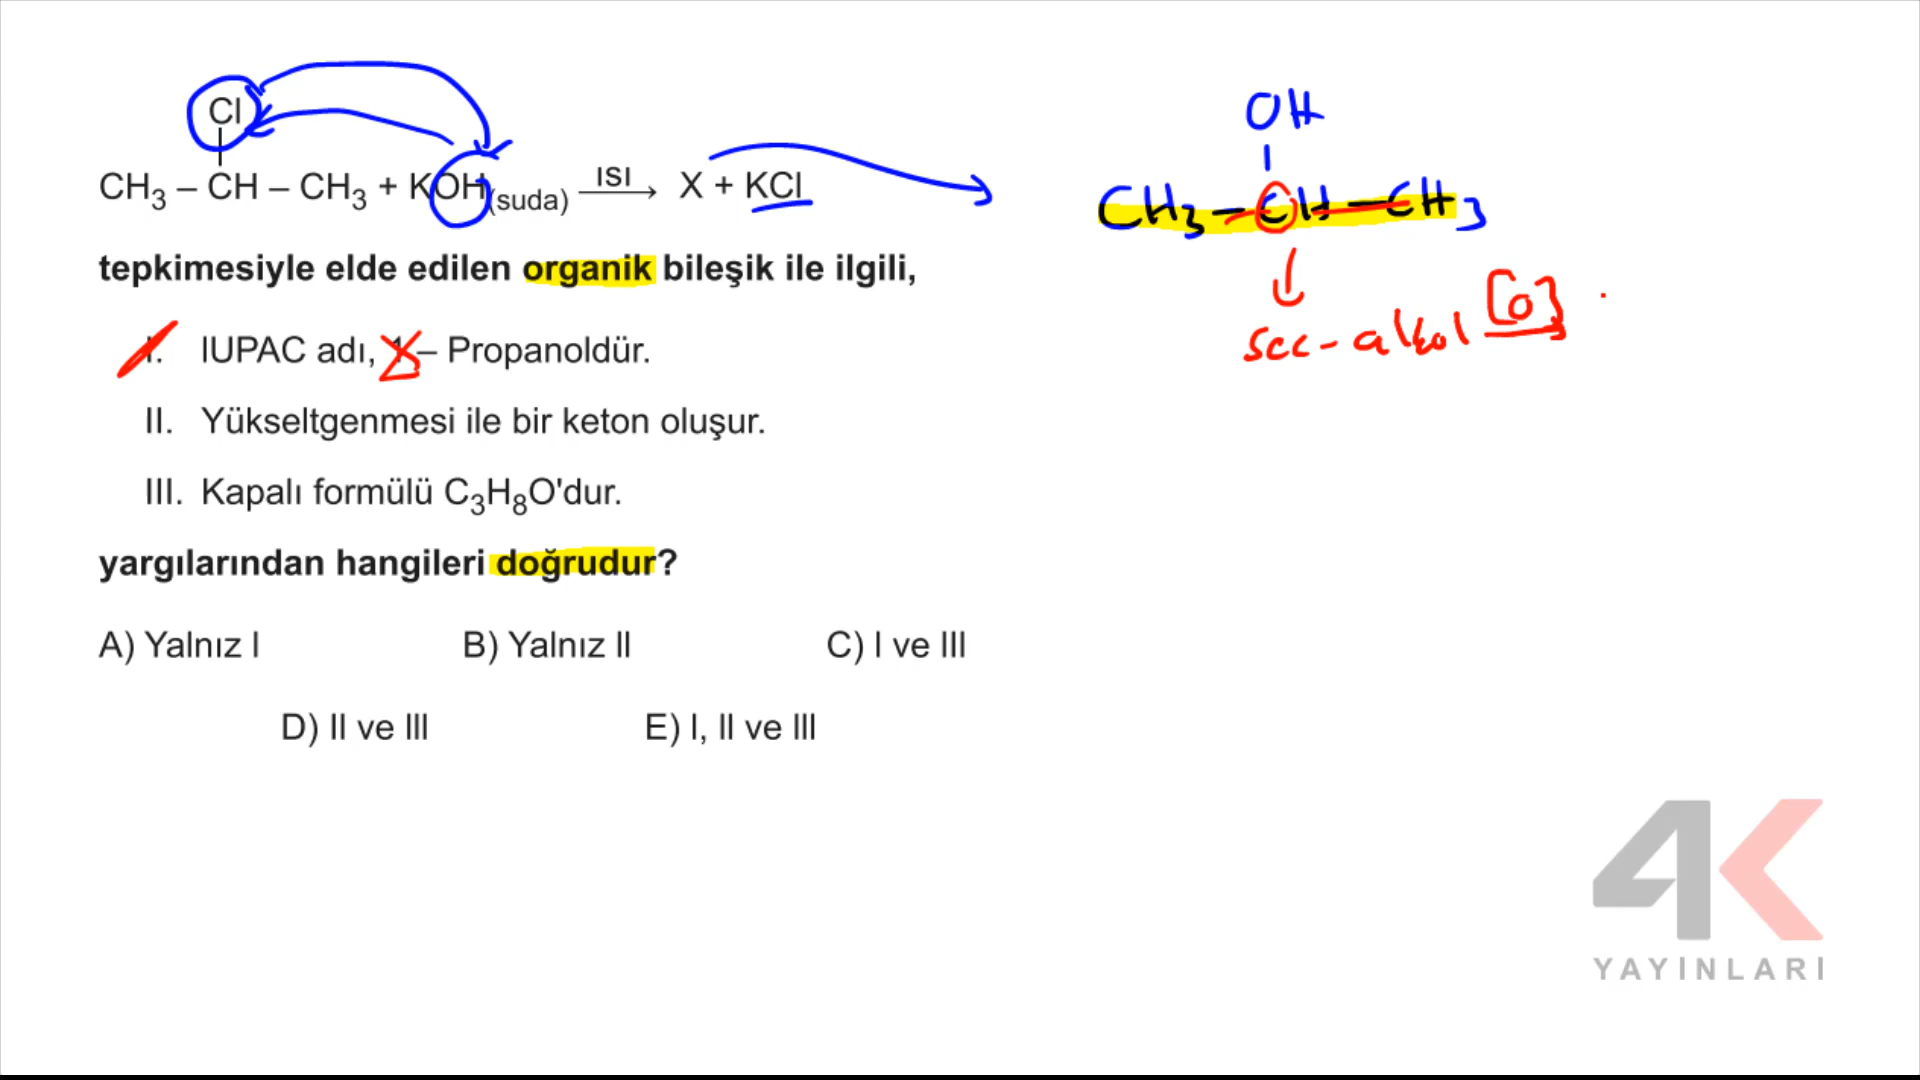 Cl
CH3 – CH – CH3 + KOH(suda) ISI → X + KCl
OH
CH3 – CH – CH3
sec-alkol [O]
tepkimesiyle elde edilen organik bileşik ile ilgili,
I. IUPAC adı, 1 – Propanoldür.
II. Yükseltgenmesi ile bir keton oluşur.
III. Kapalı formülü C3H8O'dur.
yargılarından hangileri doğrudur?
A) Yalnız I B) Yalnız II C) I ve III
D) II ve III E) I, II ve III
4K
YAYINLARI